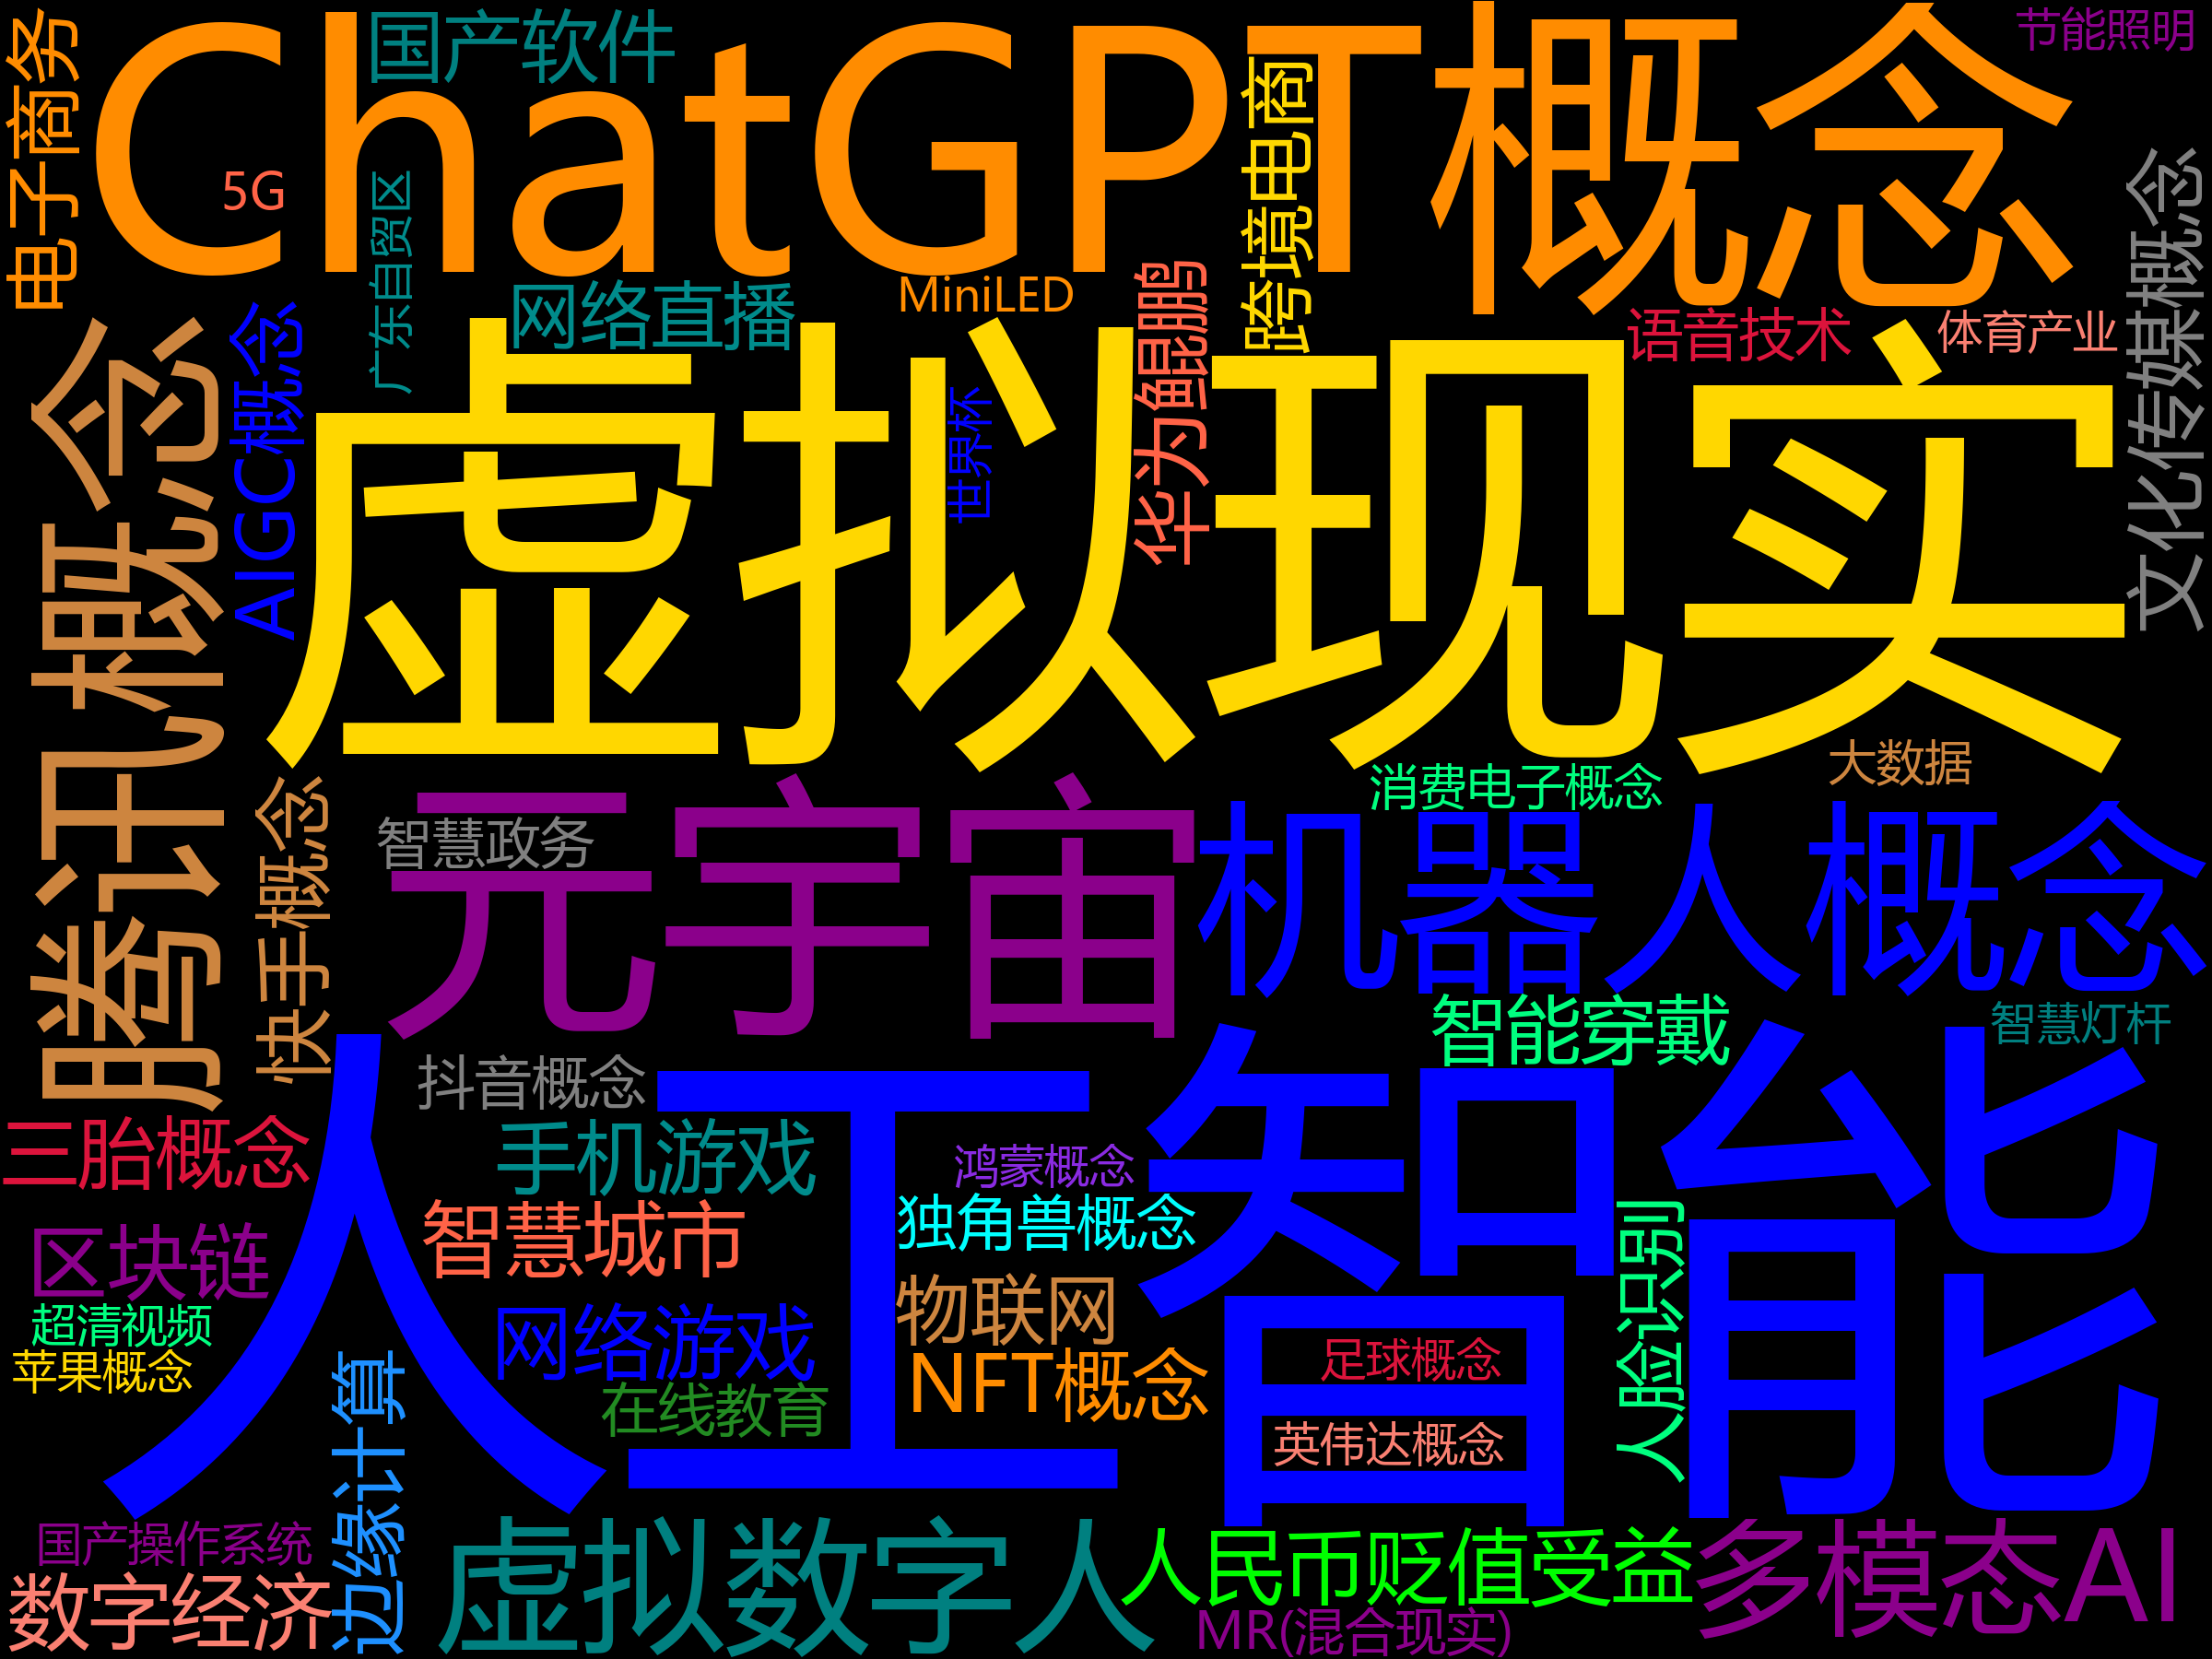 电子商务
国产软件
ChatGPT概念
节能照明
5G
广东自贸区
网络直播
MiniLED
跨境电商
语音技术
体育产业
文化传媒概念
腾讯概念
AIGC概念
虚拟现实
世界杯
华为鲲鹏
消费电子概念
大数据
快手概念
智慧政务
元宇宙
机器人概念
智能穿戴
智慧灯杆
抖音概念
人工智能
三胎概念
手机游戏
鸿蒙概念
独角兽概念
智慧城市
区块链
物联网
人脸识别
超清视频
网络游戏
NFT概念
足球概念
苹果概念
在线教育
英伟达概念
边缘计算
国产操作系统
数字经济
虚拟数字人
人民币贬值受益
MR(混合现实)
多模态AI